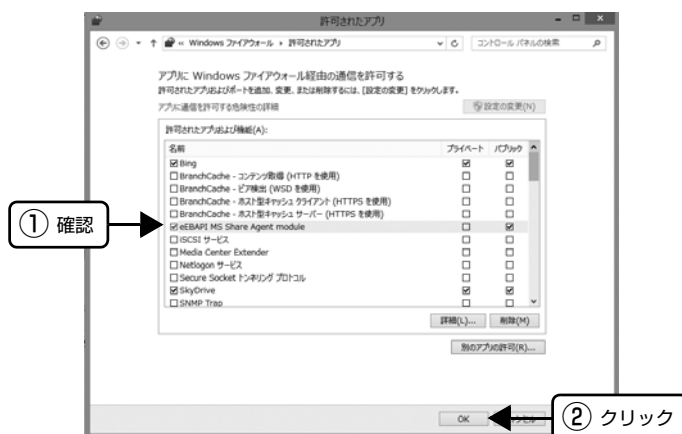 許可されたアプリ
« Windows ファイアウォール › 許可されたアプリ
コントロール パネルの検索
アプリに Windows ファイアウォール経由の通信を許可する
許可されたアプリおよびポートを追加、変更、または削除するには、[設定の変更] をクリックします。
アプリに通信を許可する危険性の詳細
設定の変更(N)
許可されたアプリおよび機能(A):
名前 プライベート パブリック
Bing
BranchCache - コンテンツ取得 (HTTP を使用)
BranchCache - ピア検出 (WSD を使用)
BranchCache - ホスト型キャッシュ クライアント (HTTPS を使用)
BranchCache - ホスト型キャッシュ サーバー (HTTPS を使用)
① 確認
eEBAPI MS Share Agent module
iSCSI サービス
Media Center Extender
Netlogon サービス
Secure Socket トンネリング プロトコル
SkyDrive
SNMP Trap
詳細(L)... 削除(M)
別のアプリの許可(R)...
OK
② クリック